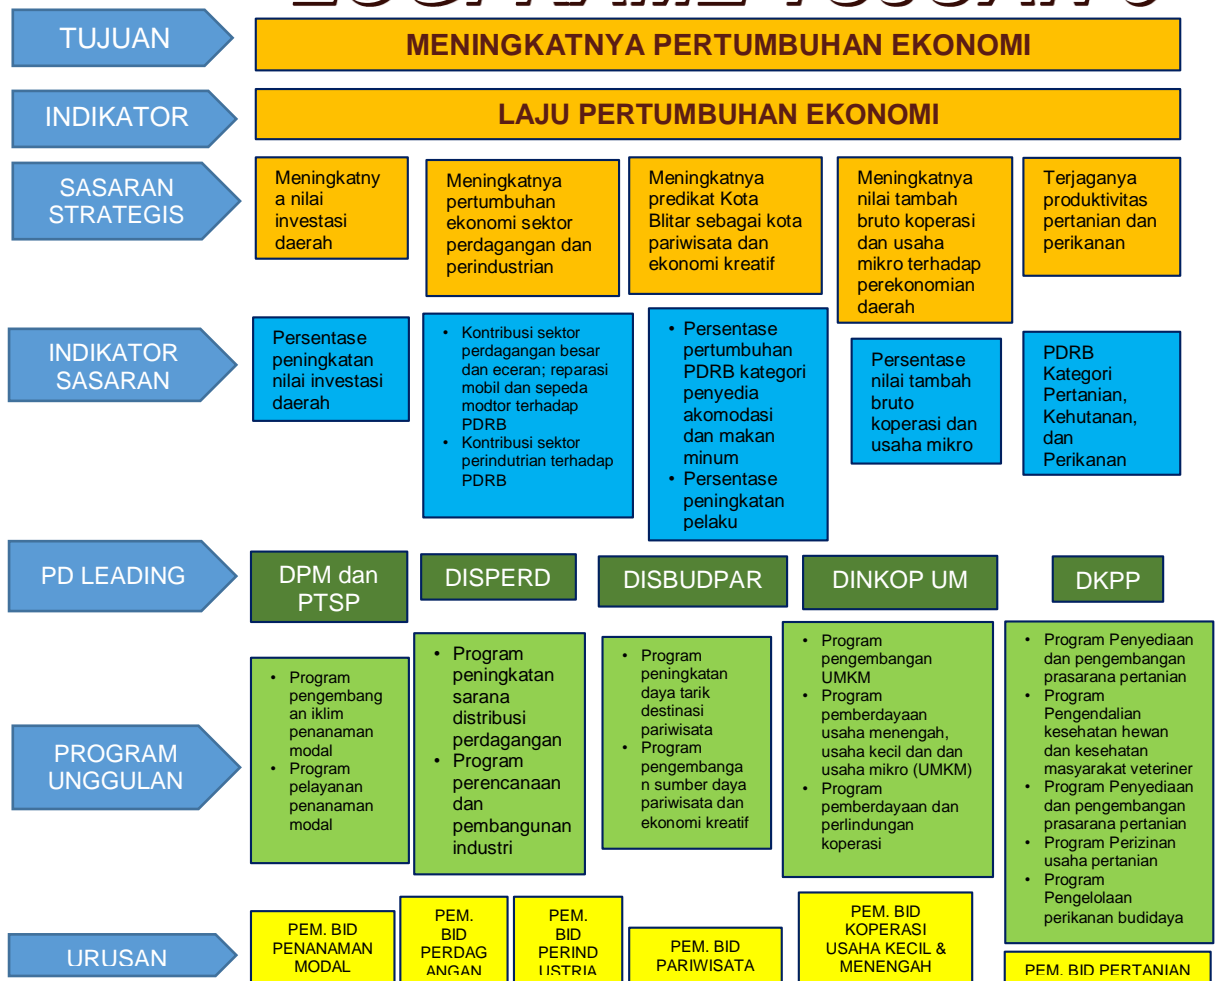 TUJUAN
MENINGKATNYA PERTUMBUHAN EKONOMI
INDIKATOR
LAJU PERTUMBUHAN EKONOMI
SASARAN
STRATEGIS
Meningkatny
a nilai
investasi
daerah
Meningkatnya
pertumbuhan
ekonomi sektor
perdagangan dan
perindustrian
Meningkatnya
predikat Kota
Blitar sebagai kota
pariwisata dan
ekonomi kreatif
Meningkatnya
nilai tambah
bruto koperasi
dan usaha
mikro terhadap
perekonomian
daerah
Terjaganya
produktivitas
pertanian dan
perikanan
INDIKATOR
SASARAN
Persentase
peningkatan
nilai investasi
daerah
• Kontribusi sektor
perdagangan besar
dan eceran; reparasi
mobil dan sepeda
modtor terhadap
PDRB
• Kontribusi sektor
perindutrian terhadap
PDRB
• Persentase
pertumbuhan
PDRB kategori
penyedia
akomodasi
dan makan
minum
• Persentase
peningkatan
pelaku
Persentase
nilai tambah
bruto
koperasi dan
usaha mikro
PDRB
Kategori
Pertanian,
Kehutanan,
dan
Perikanan
PD LEADING
DPM dan
PTSP
DISPERD
DISBUDPAR
DINKOP UM
DKPP
PROGRAM
UNGGULAN
• Program
pengembang
an iklim
penanaman
modal
• Program
pelayanan
penanaman
modal
• Program
peningkatan
sarana
distribusi
perdagangan
• Program
perencanaan
dan
pembangunan
industri
• Program
peningkatan
daya tarik
destinasi
pariwisata
• Program
pengembanga
n sumber daya
pariwisata dan
ekonomi kreatif
• Program
pengembangan
UMKM
• Program
pemberdayaan
usaha menengah,
usaha kecil dan dan
usaha mikro (UMKM)
• Program
pemberdayaan dan
perlindungan
koperasi
• Program Penyediaan
dan pengembangan
prasarana pertanian
• Program
Pengendalian
kesehatan hewan
dan kesehatan
masyarakat veteriner
• Program Penyediaan
dan pengembangan
prasarana pertanian
• Program Perizinan
usaha pertanian
• Program
Pengelolaan
perikanan budidaya
URUSAN
PEM. BID
PENANAMAN
MODAL
PEM.
BID
PERDAG
ANGAN
PEM.
BID
PERIND
USTRIA
PEM. BID
PARIWISATA
PEM. BID
KOPERASI
USAHA KECIL &
MENENGAH
PEM. BID PERTANIAN